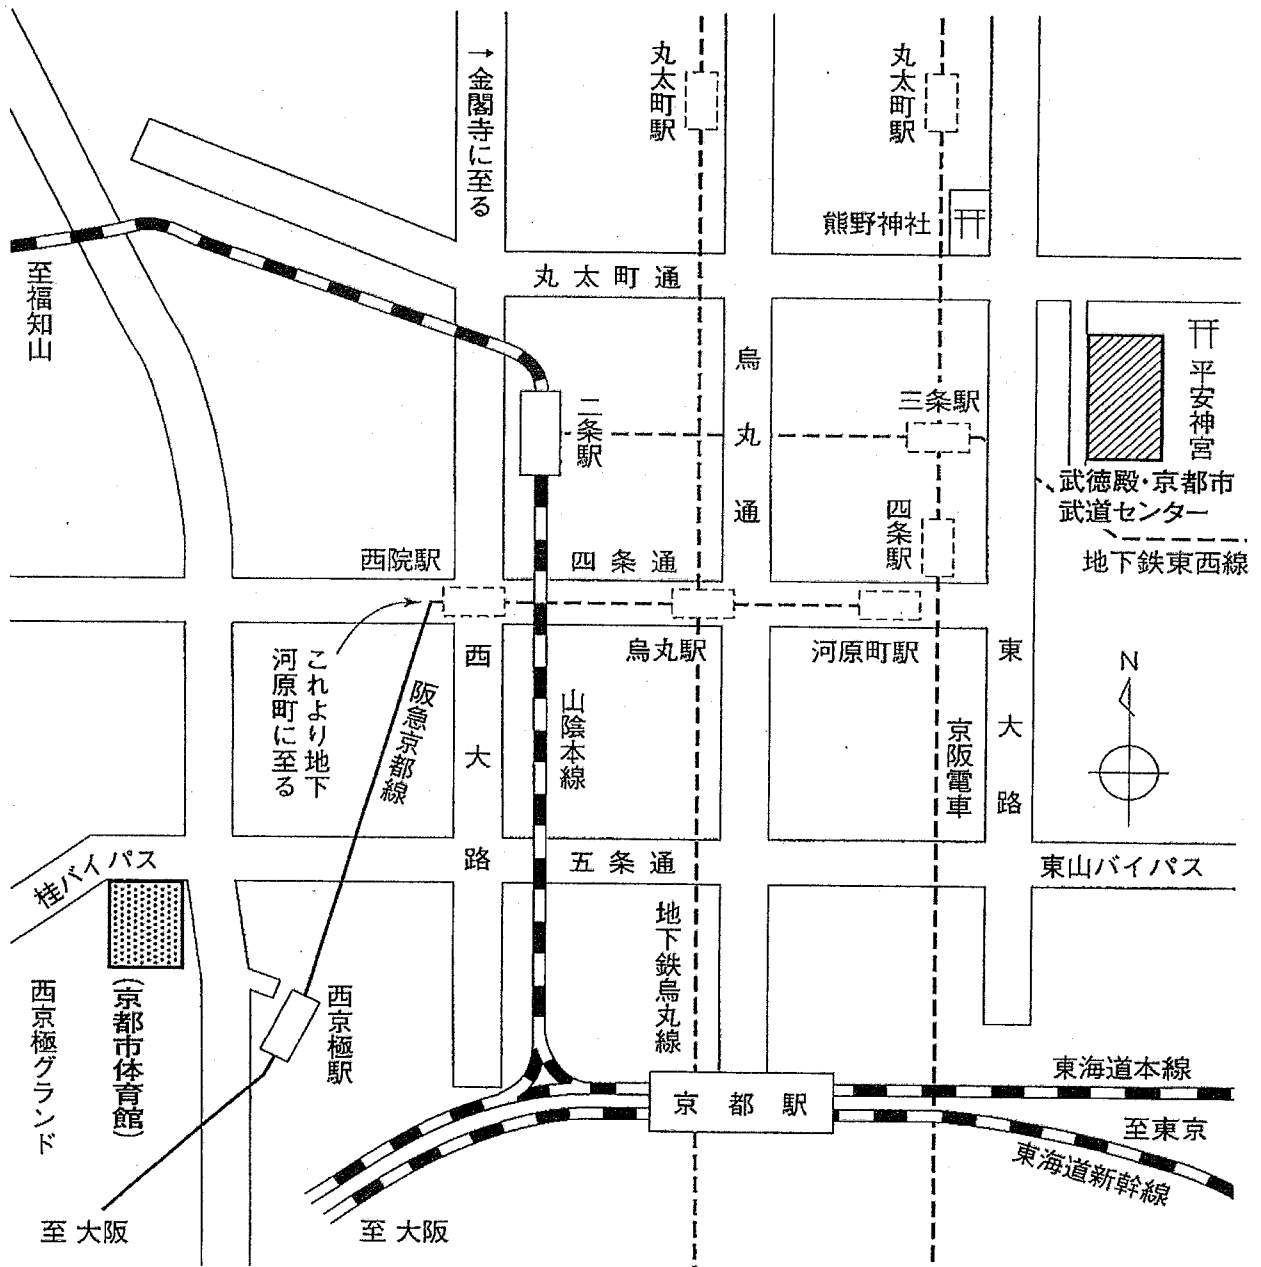 →金閣寺に至る
丸太町駅
丸太町駅
熊野神社
丸太町通
至福知山
烏丸通
平安神宮
三条駅
二条駅
武徳殿・京都市
武道センター
四条駅
地下鉄東西線
西院駅
四条通
烏丸駅
河原町駅
これより地下
河原町に至る
西大路
東大路
N
阪急京都線
山陰本線
京阪電車
桂バイパス
五条通
東山バイパス
地下鉄烏丸線
西京極グランド
(京都市体育館)
西京極駅
京都駅
東海道本線
至東京
東海道新幹線
至大阪
至大阪